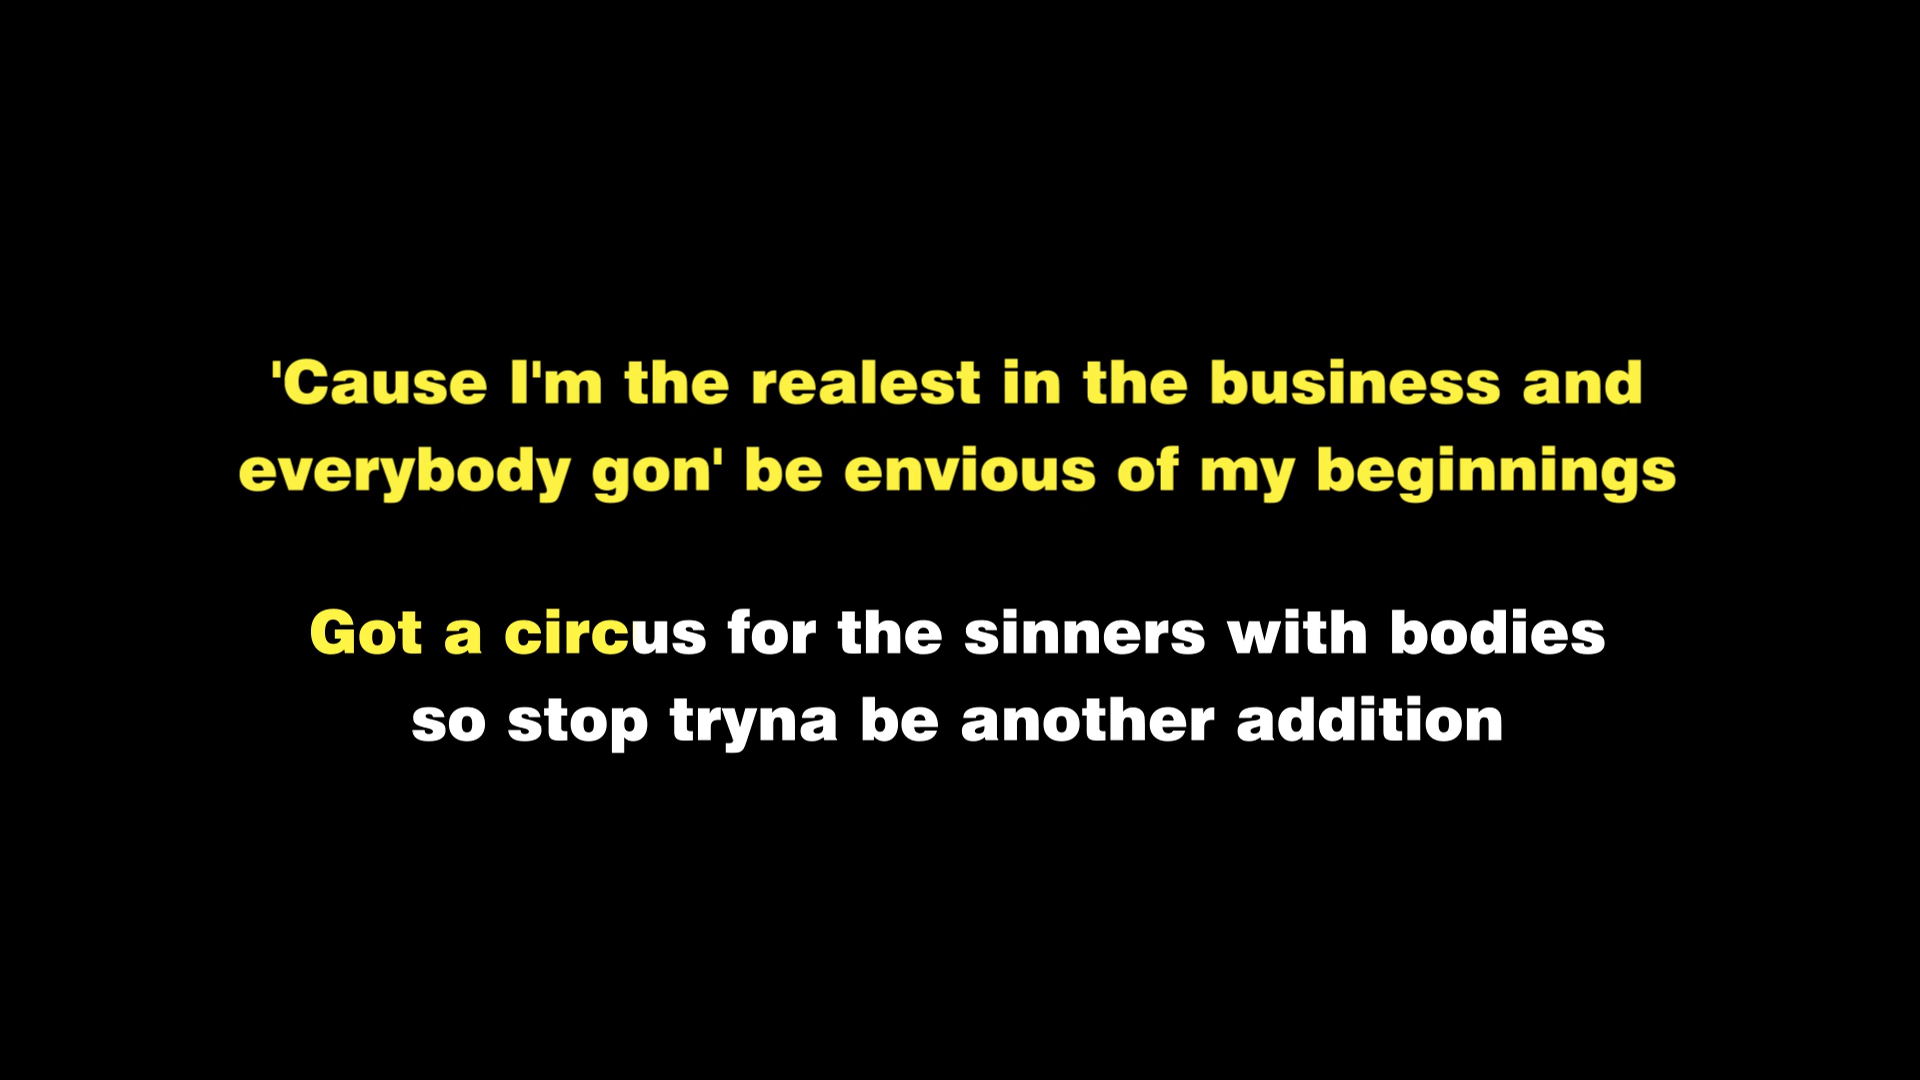 'Cause I'm the realest in the business and
everybody gon' be envious of my beginnings
Got a circus for the sinners with bodies
so stop tryna be another addition